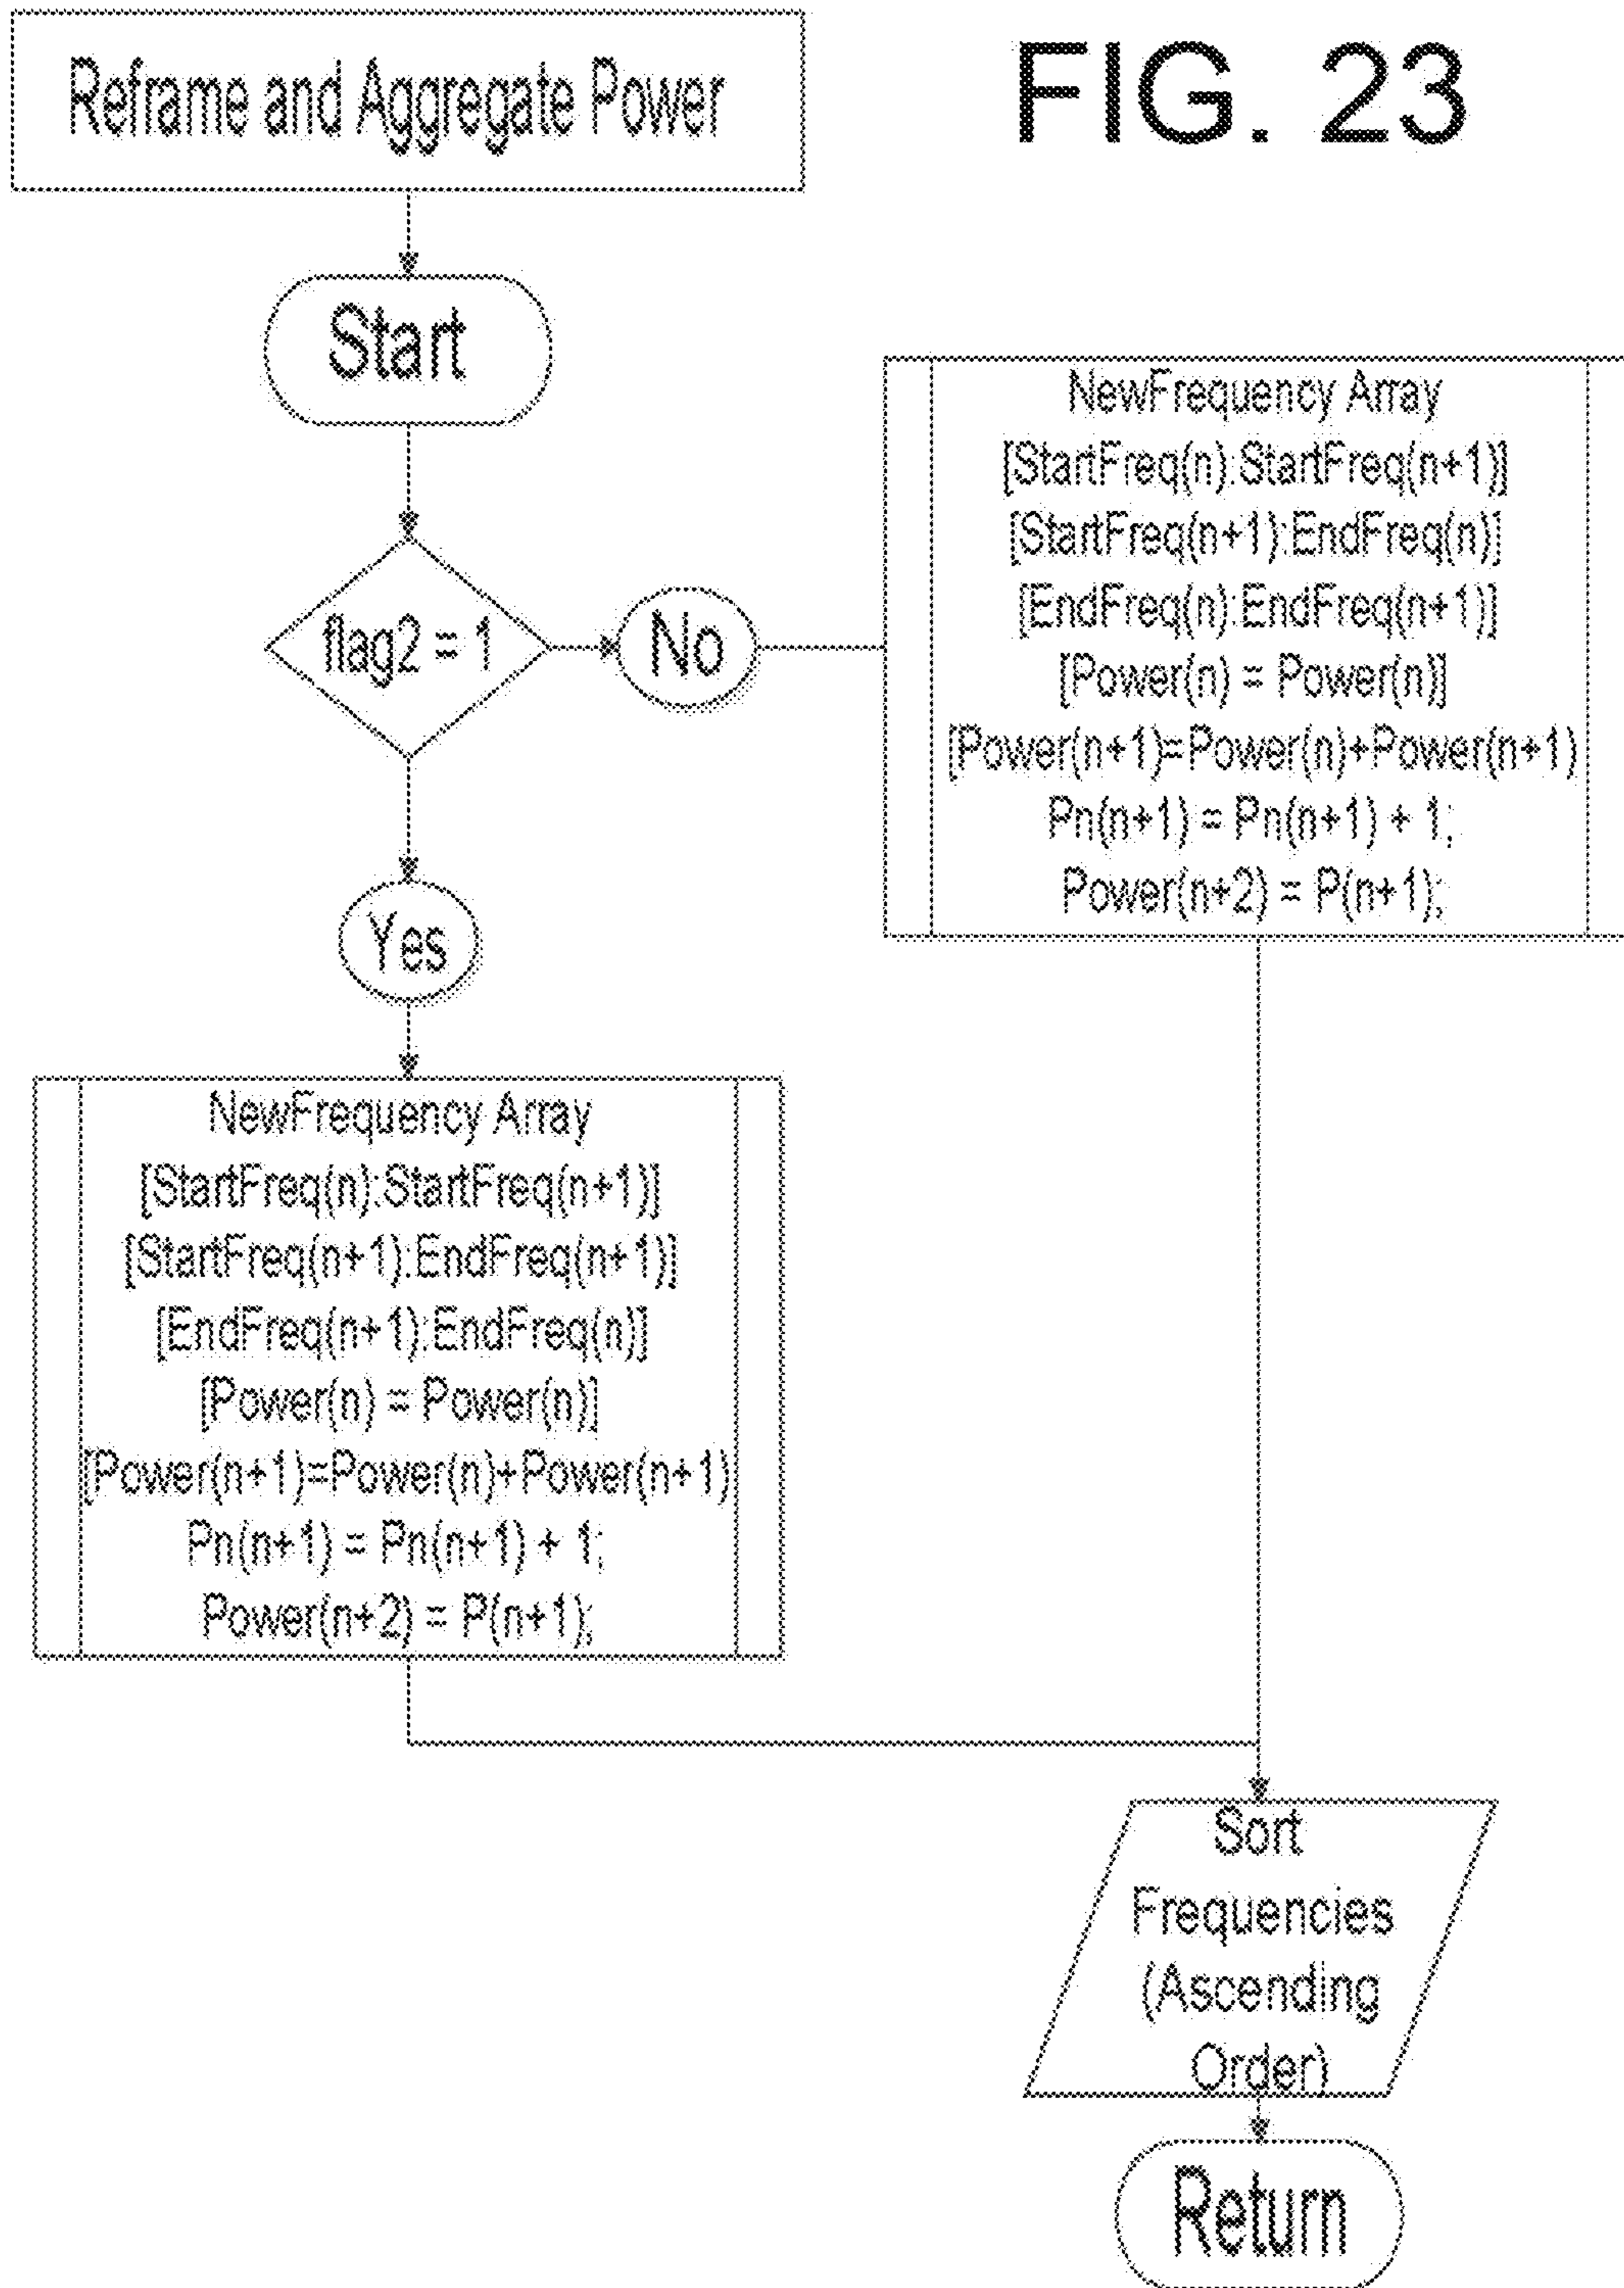 Reframe and Aggregate Power
FIG. 23
Start
flag2 = 1
No
NewFrequency Array
[StartFreq(n):StartFreq(n+1)]
[StartFreq(n+1):EndFreq(n)]
[EndFreq(n):EndFreq(n+1)]
[Power(n) = Power(n)]
[Power(n+1)=Power(n)+Power(n+1)
Pn(n+1) = Pn(n+1) + 1;
Power(n+2) = P(n+1);
Yes
NewFrequency Array
[StartFreq(n):StartFreq(n+1)]
[StartFreq(n+1):EndFreq(n+1)]
[EndFreq(n+1):EndFreq(n)]
[Power(n) = Power(n)]
[Power(n+1)=Power(n)+Power(n+1)
Pn(n+1) = Pn(n+1) + 1;
Power(n+2) = P(n+1);
Sort
Frequencies
(Ascending
Order)
Return